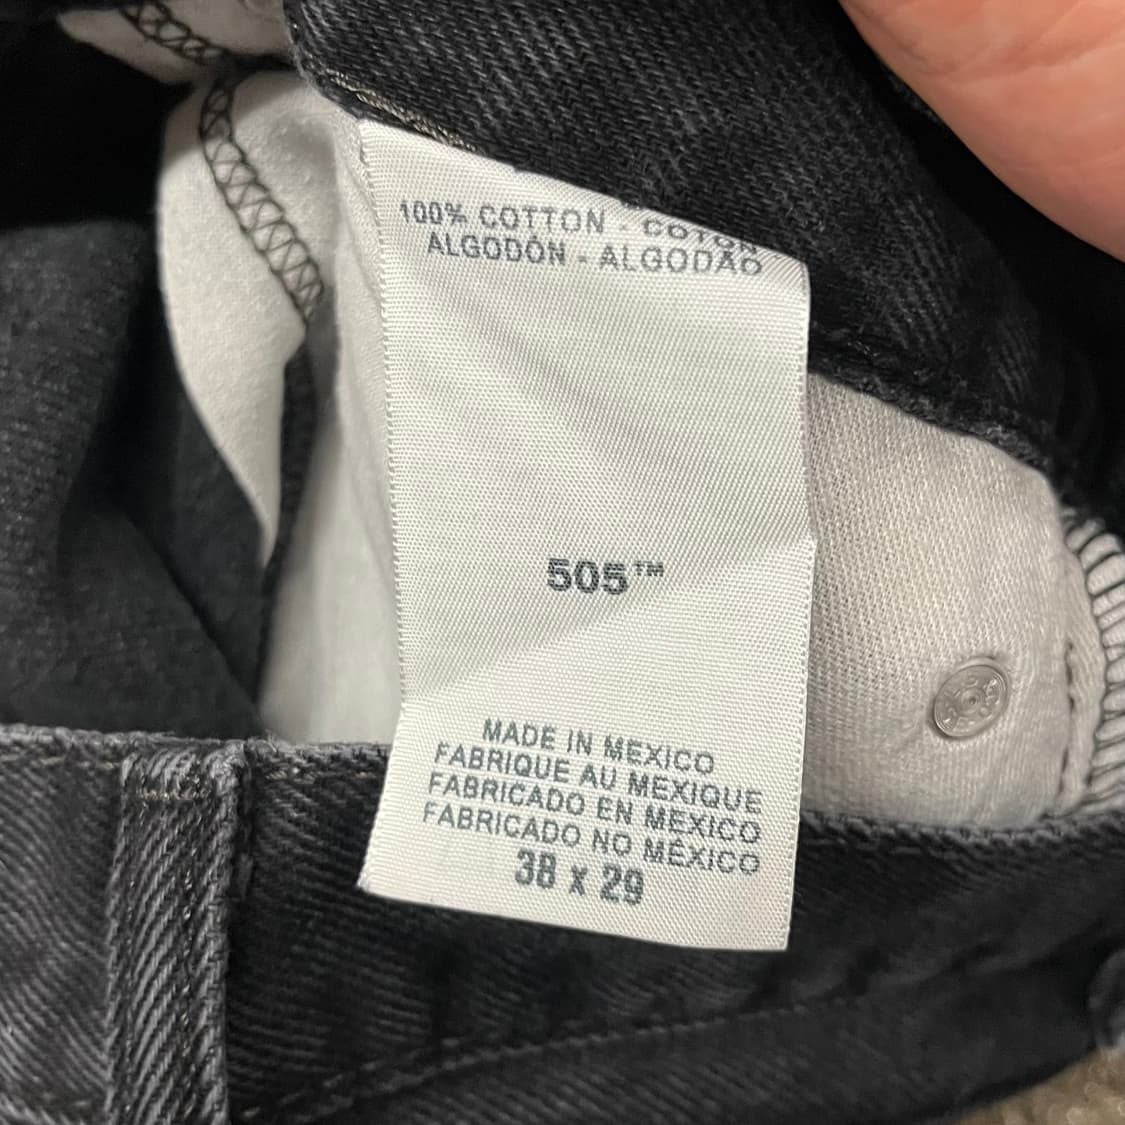 100% COTTON - COTON
ALGODÓN - ALGODÃO
505™
MADE IN MEXICO
FABRIQUE AU MEXIQUE
FABRICADO EN MÉXICO
FABRICADO NO MÉXICO
38 x 29